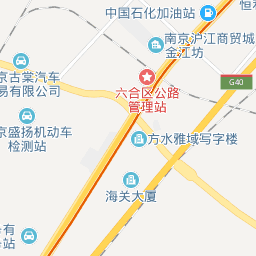 中国石化加油站
恒
南京沪江商贸城
金江坊
京古棠汽车
易有限公司
G40
六合区公路
管理站
京盛扬机动车
检测站
方水雅域写字楼
海关大厦
有
站